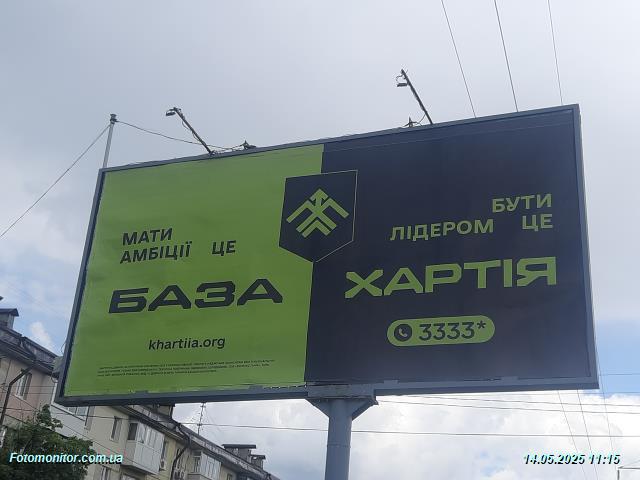 МАТИ
АМБІЦІЇ ЦЕ
БАЗА
khartiia.org
БУТИ
ЛІДЕРОМ ЦЕ
ХАРТІЯ
3333*
Fotomonitor.com.ua
14.05.2025 11:15